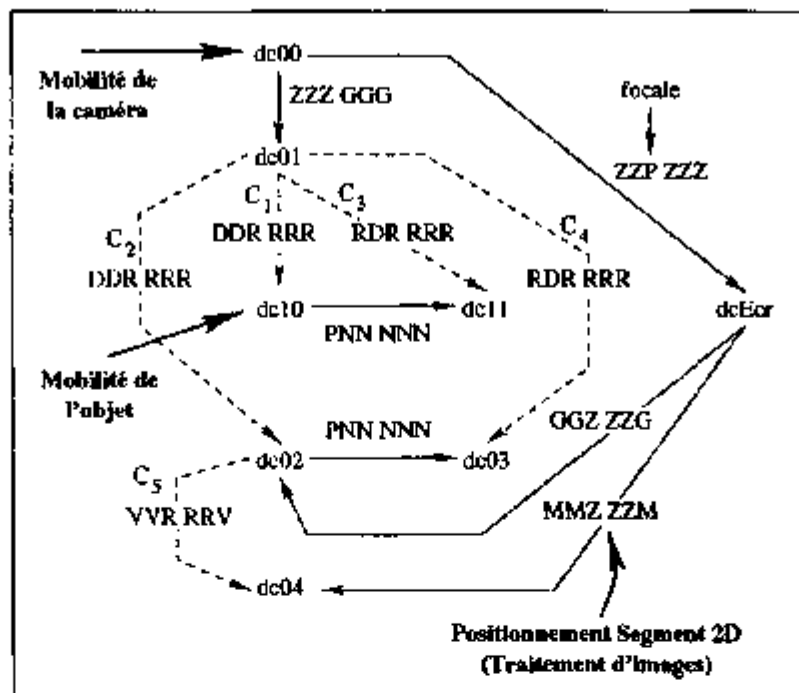 dc00
Mobilité de
la caméra
ZZZ GGG
focale
dc01
ZZP ZZZ
C1
C3
C2
C4
DDR RRR
RDR RRR
DDR RRR
RDR RRR
dc10
dc11
dcEcr
PNN NNN
Mobilité de
l'objet
PNN NNN
GGZ ZZG
dc02
dc03
C5
VVR RRV
MMZ ZZM
dc04
Positionnement Segment 2D
(Traitement d'images)